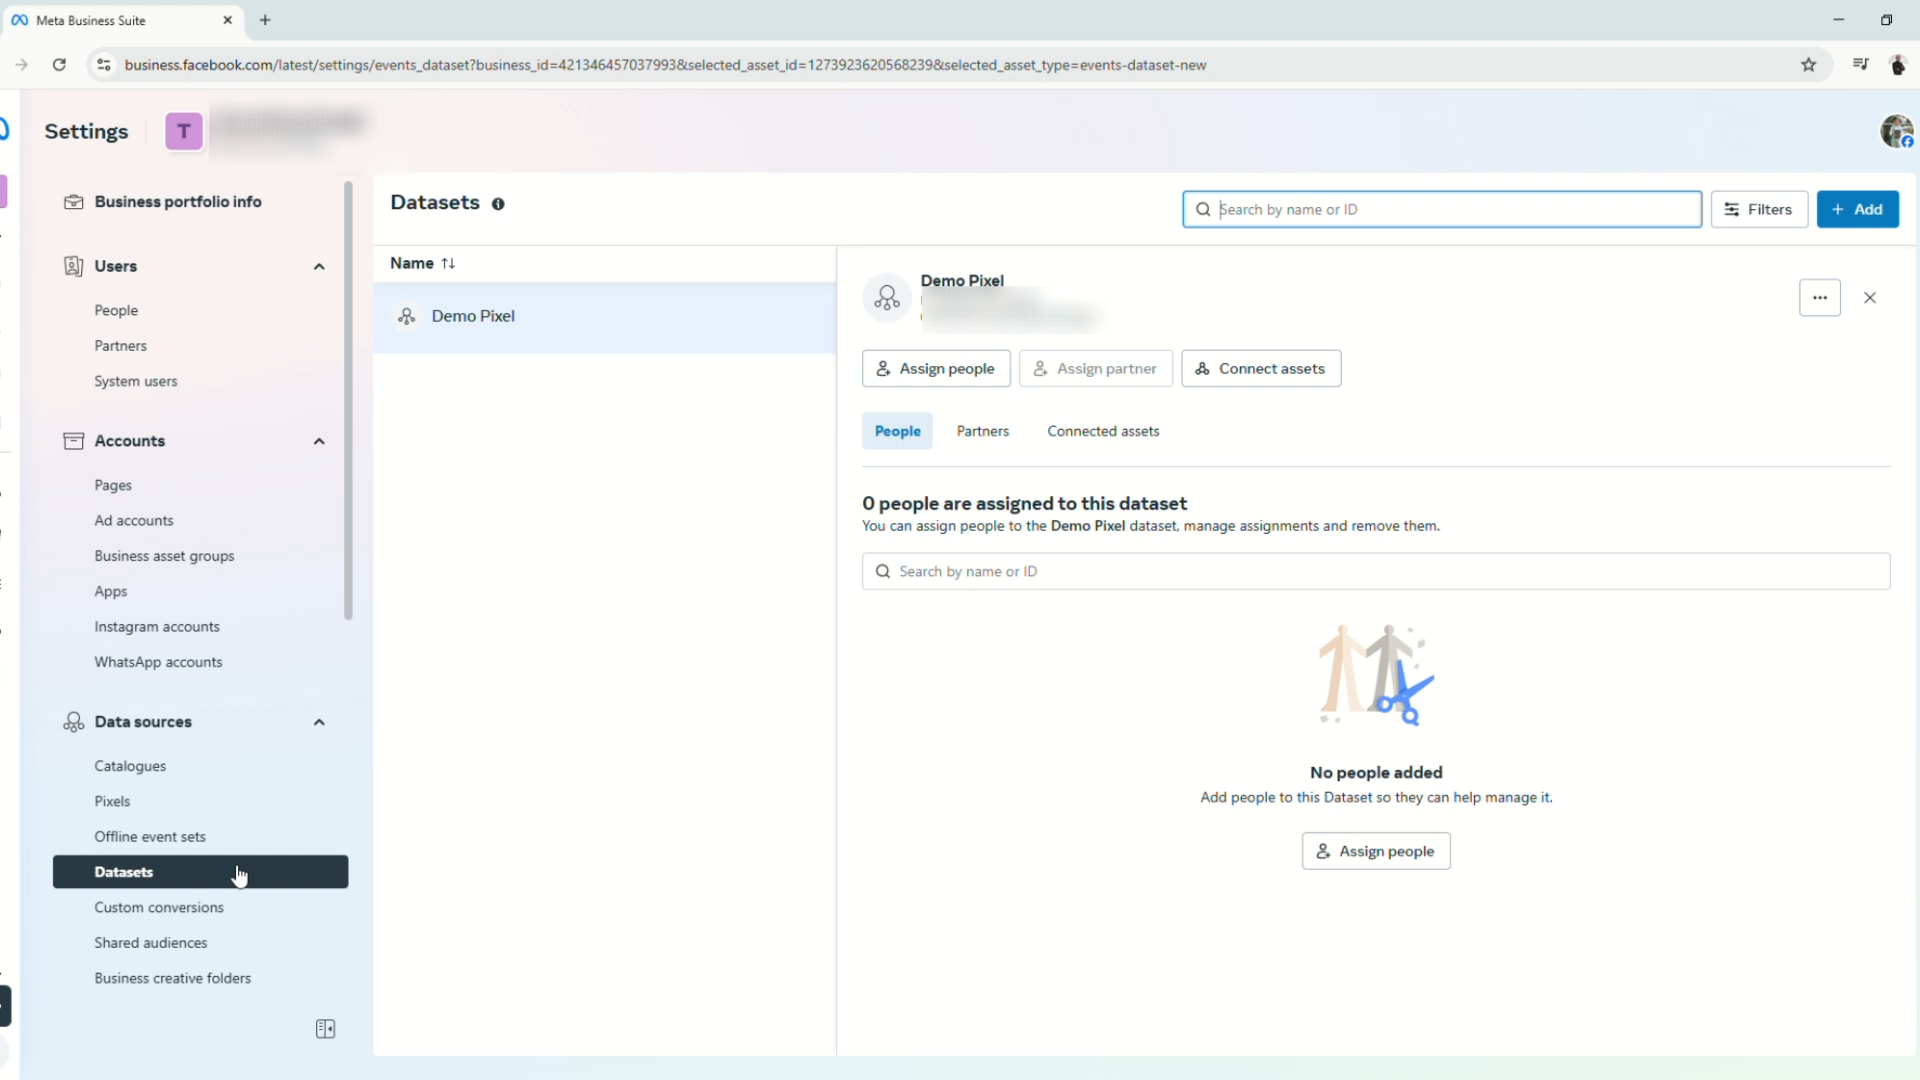 Meta Business Suite
business.facebook.com/latest/settings/events_dataset?business_id=421346457037993&selected_asset_id=1273923620568239&selected_asset_type=events-dataset-new
Settings
T
Business portfolio info
Users
People
Partners
System users
Accounts
Pages
Ad accounts
Business asset groups
Apps
Instagram accounts
WhatsApp accounts
Data sources
Catalogues
Pixels
Offline event sets
Datasets
Custom conversions
Shared audiences
Business creative folders
Datasets
Search by name or ID
Filters
+ Add
Name
Demo Pixel
Demo Pixel
Assign people
Assign partner
Connect assets
People
Partners
Connected assets
0 people are assigned to this dataset
You can assign people to the Demo Pixel dataset, manage assignments and remove them.
Search by name or ID
No people added
Add people to this Dataset so they can help manage it.
Assign people